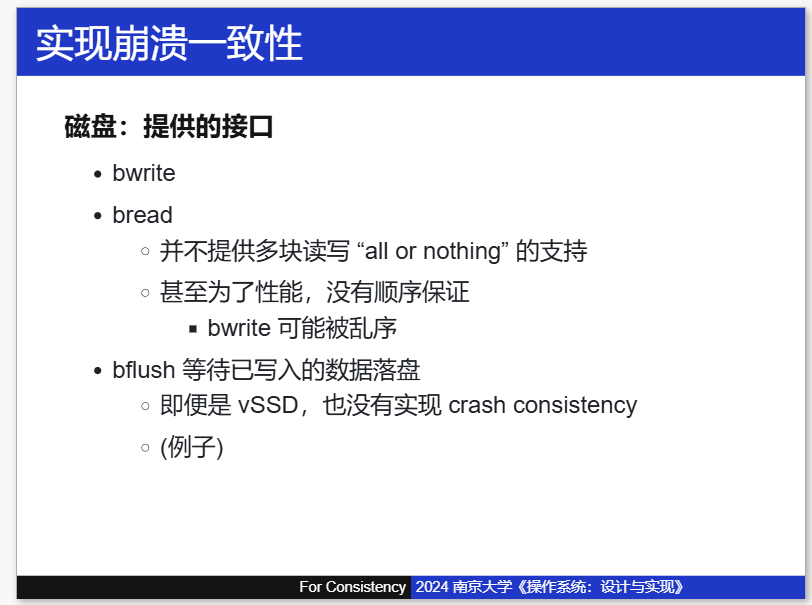 实现崩溃一致性
磁盘：提供的接口
bwrite
bread
并不提供多块读写 “all or nothing” 的支持
甚至为了性能，没有顺序保证
bwrite 可能被乱序
bflush 等待已写入的数据落盘
即便是 vSSD，也没有实现 crash consistency
(例子)
For Consistency 2024 南京大学《操作系统：设计与实现》